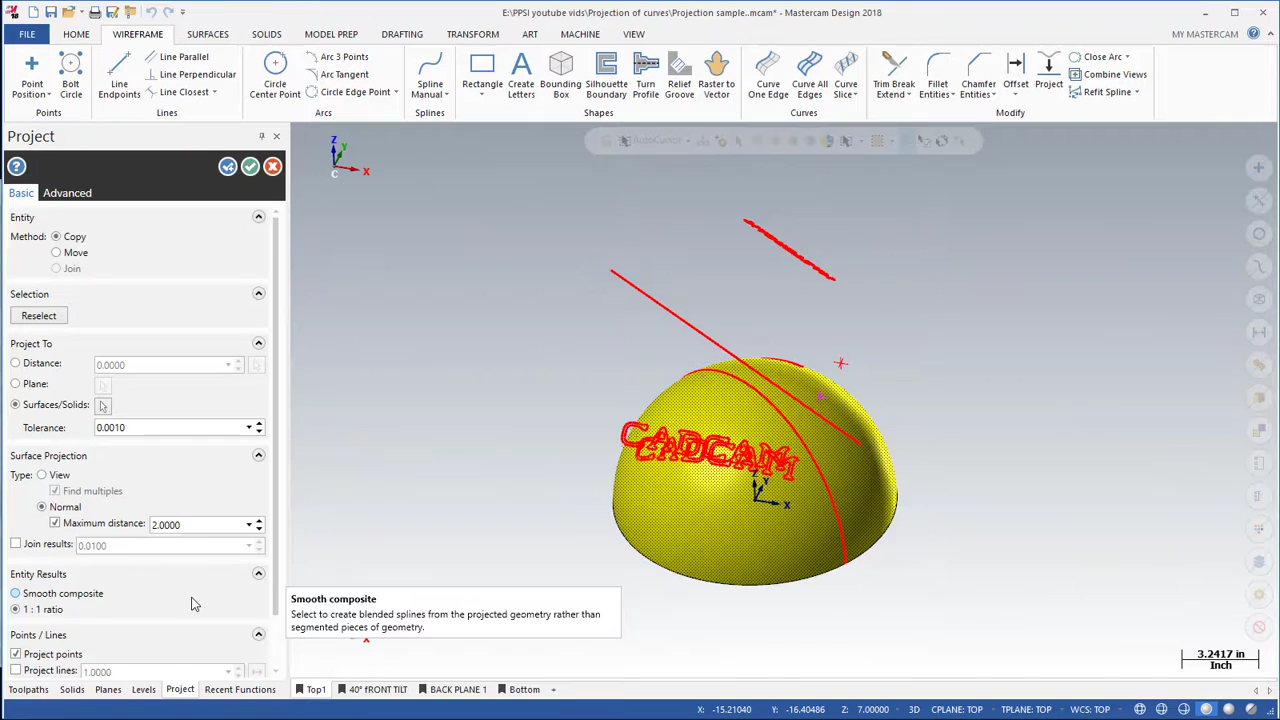 E:\PPSI youtube vids\Projection of curves\Projection sample..mcam* - Mastercam Design 2018
FILE HOME WIREFRAME SURFACES SOLIDS MODEL PREP DRAFTING TRANSFORM ART MACHINE VIEW MY MASTERCAM
Point Position
Bolt Circle
Points
Line Endpoints
Line Parallel
Line Perpendicular
Line Closest
Lines
Circle Center Point
Arc 3 Points
Arc Tangent
Circle Edge Point
Arcs
Spline Manual
Splines
Rectangle
Create Letters
Bounding Box
Silhouette Boundary
Turn Profile
Relief Groove
Raster to Vector
Shapes
Curve One Edge
Curve All Edges
Curve Slice
Curves
Trim Break Extend
Fillet Entities
Chamfer Entities
Offset
Project
Close Arc
Combine Views
Refit Spline
Modify
Project
Basic Advanced
Entity
Method: Copy
Move
Join
Selection
Reselect
Project To
Distance: 0.0000
Plane:
Surfaces/Solids:
Tolerance: 0.0010
Surface Projection
Type: View
Find multiples
Normal
Maximum distance: 2.0000
Join results: 0.0100
Entity Results
Smooth composite
1 : 1 ratio
Points / Lines
Project points
Project lines: 1.0000
AutoCursor
Z
Y
X
C
CADCAM
CADCAM
Z
Y
X
Smooth composite
Select to create blended splines from the projected geometry rather than
segmented pieces of geometry.
X
3.2417 in
Inch
Toolpaths Solids Planes Levels Project Recent Functions Top1 40° fRONT TILT BACK PLANE 1 Bottom +
X: -15.21040 Y: -16.40486 Z: 7.00000 3D CPLANE: TOP TPLANE: TOP WCS: TOP